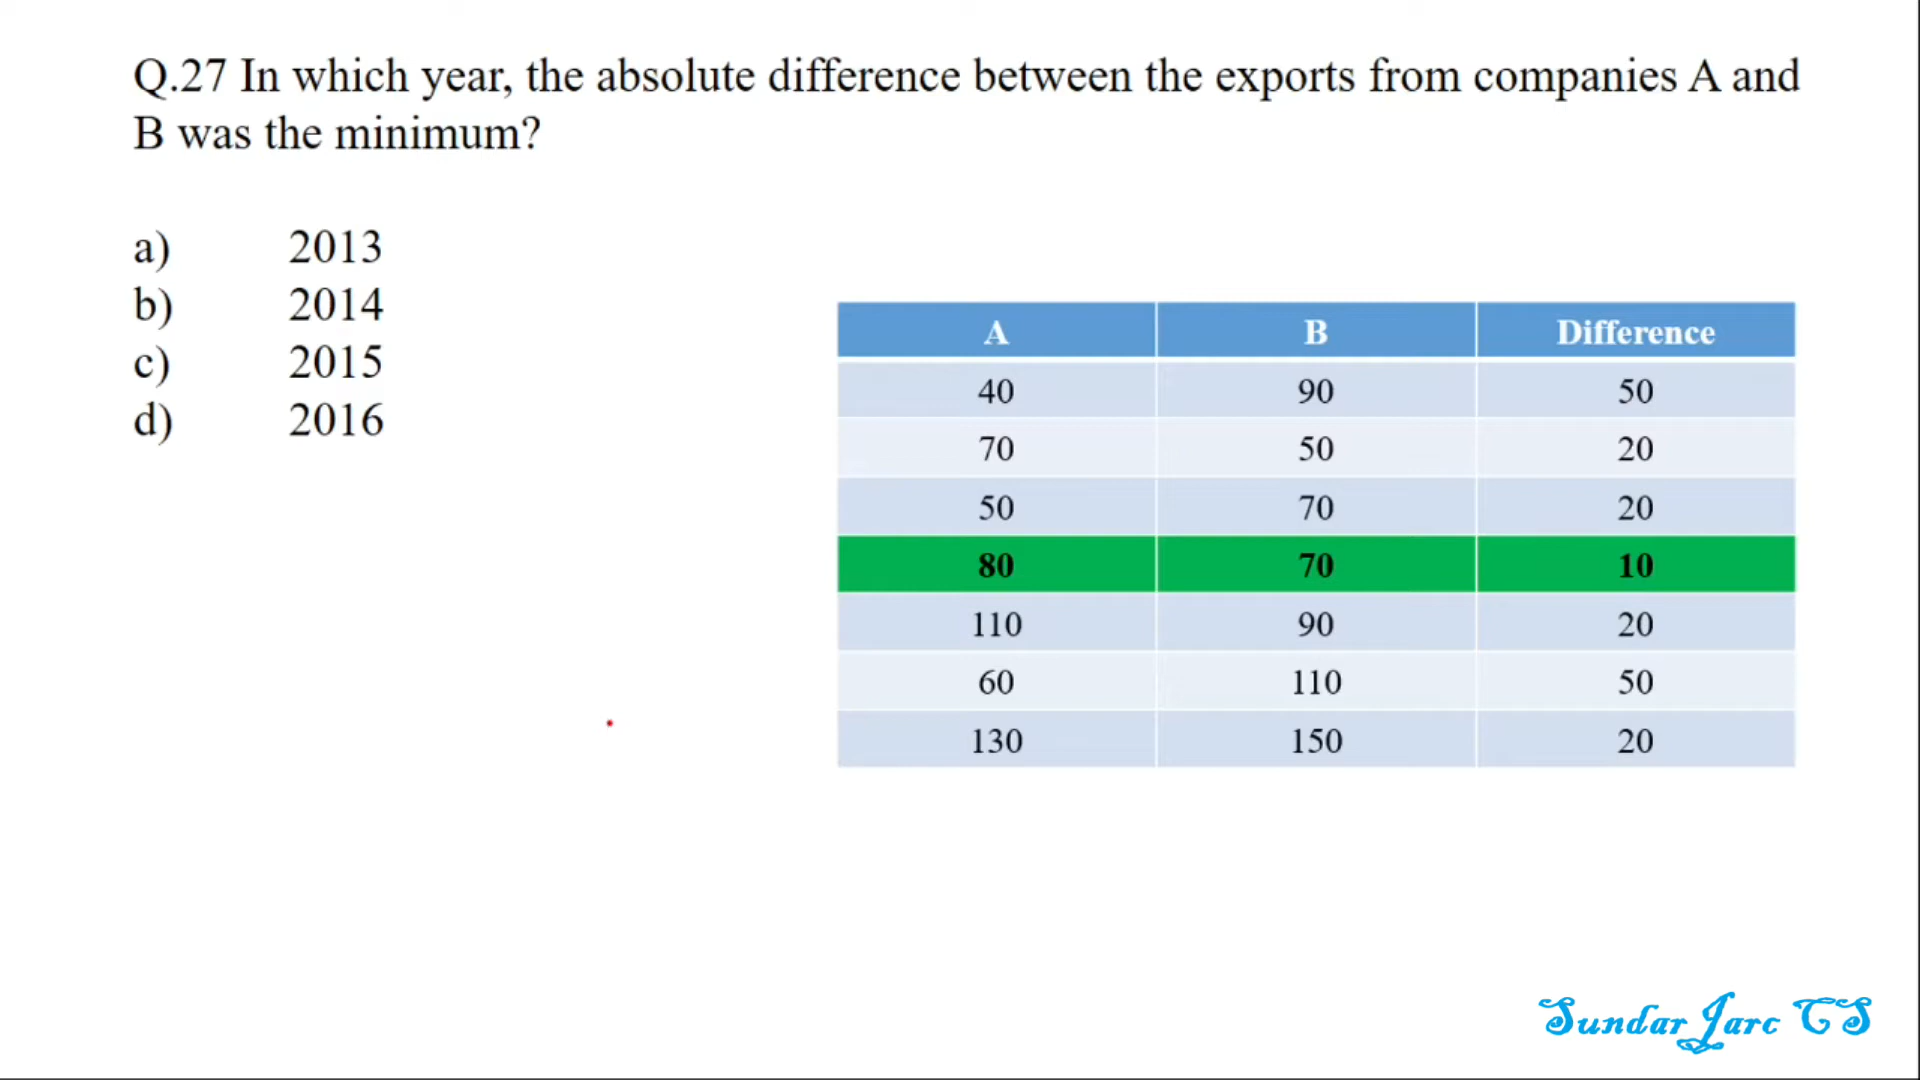 Q.27 In which year, the absolute difference between the exports from companies A and
B was the minimum?
a) 2013
b) 2014
c) 2015
d) 2016
A B Difference
40 90 50
70 50 20
50 70 20
80 70 10
110 90 20
60 110 50
130 150 20
Sundar Jarc CS